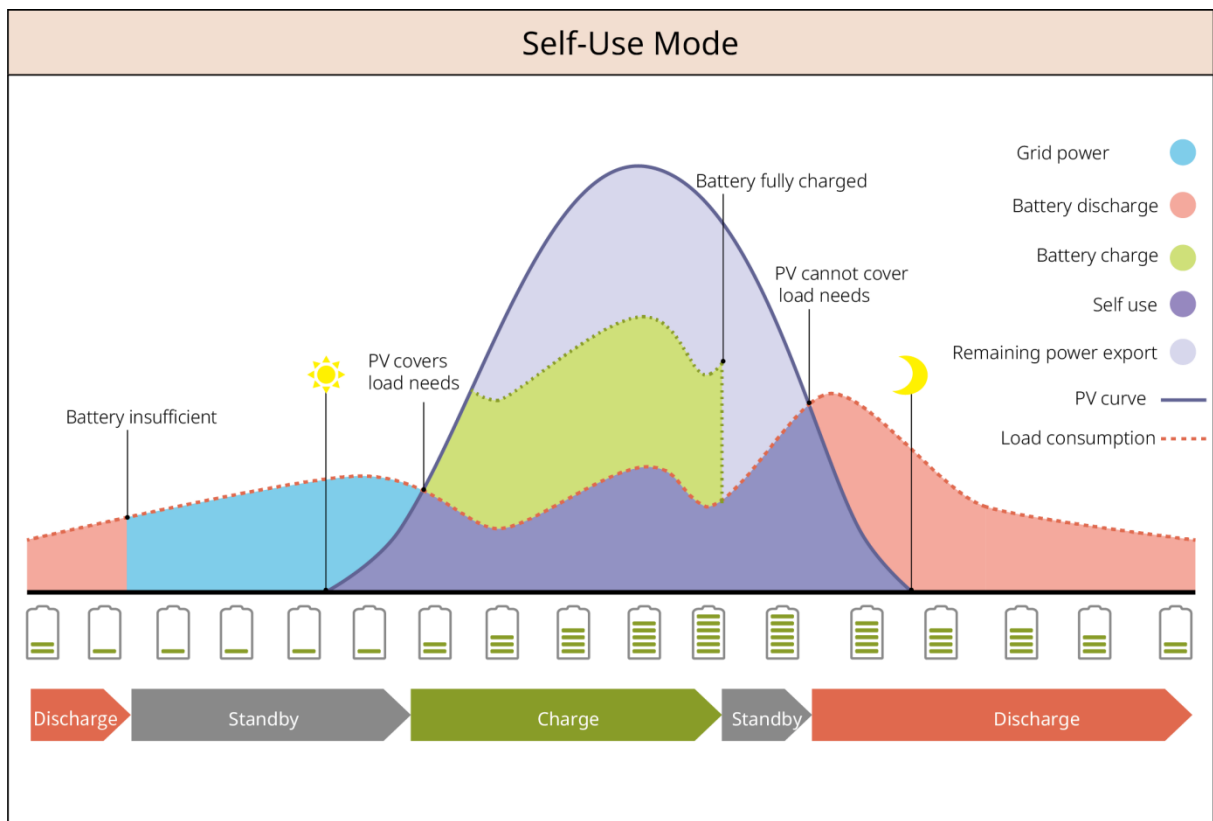 Self-Use Mode
Grid power
Battery discharge
Battery charge
Self use
Remaining power export
PV curve
Load consumption
Battery fully charged
PV cannot cover
load needs
PV covers
load needs
Battery insufficient
Discharge
Standby
Charge
Standby
Discharge